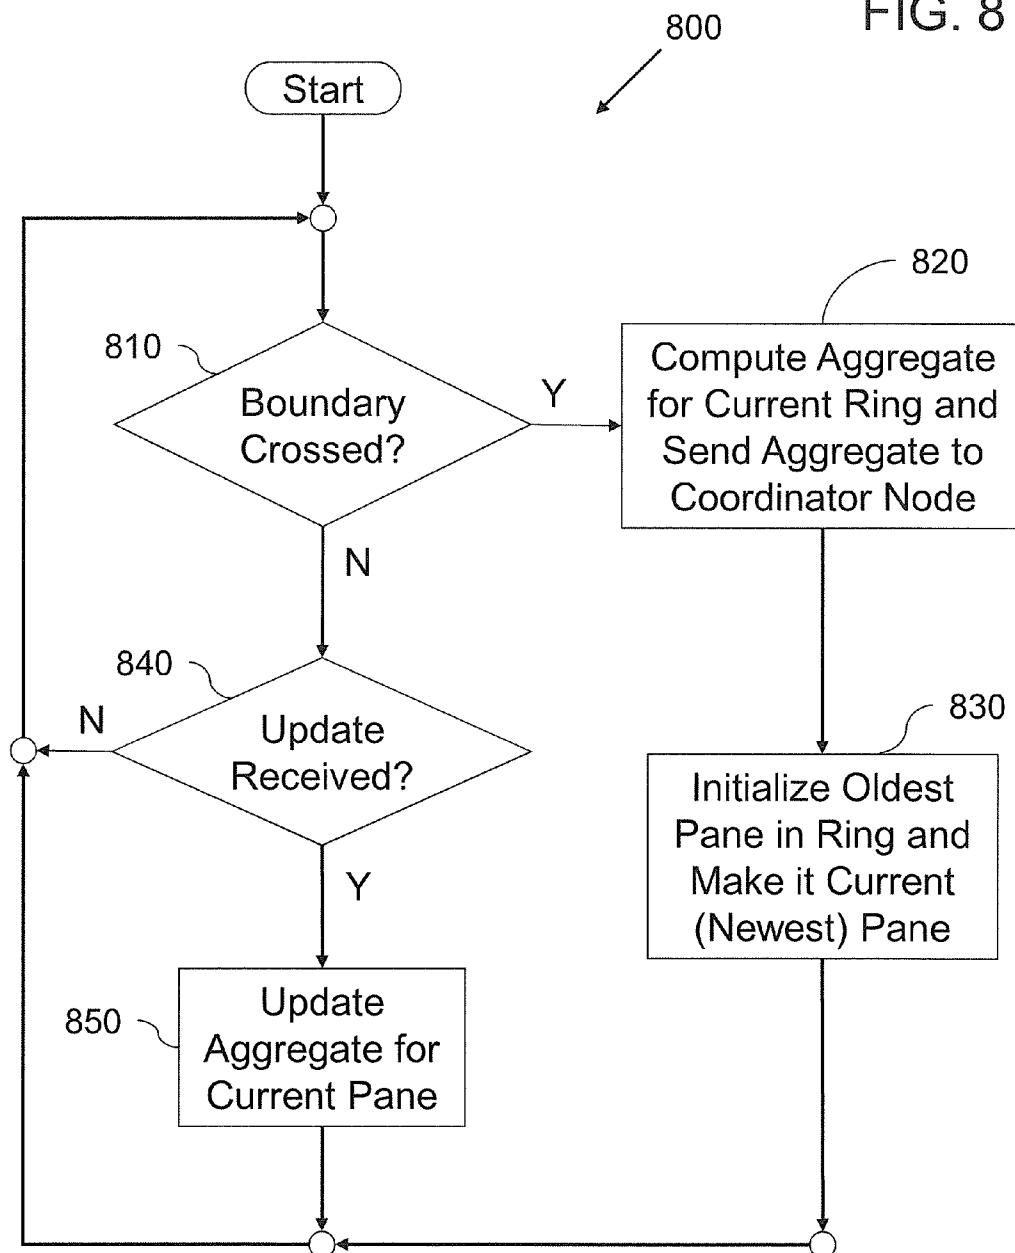 FIG. 8
800
Start
820
810
Boundary
Crossed?
Y
Compute Aggregate
for Current Ring and
Send Aggregate to
Coordinator Node
N
840
Update
Received?
N
830
Initialize Oldest
Pane in Ring and
Make it Current
(Newest) Pane
Y
850
Update
Aggregate for
Current Pane